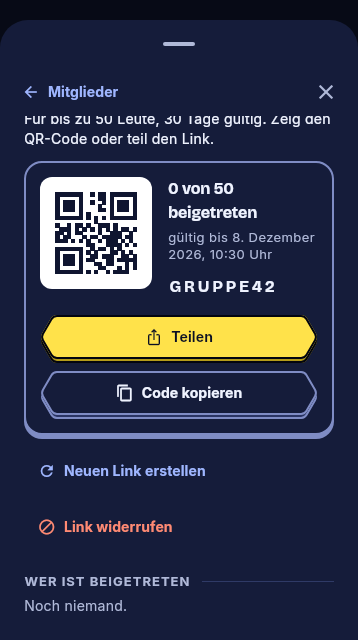 Mitglieder
Für bis zu 50 Leute, 30 Tage gültig. Zeig den
QR-Code oder teil den Link.
0 von 50
beigetreten
gültig bis 8. Dezember
2026, 10:30 Uhr
GRUPPE42
Teilen
Code kopieren
Neuen Link erstellen
Link widerrufen
WER IST BEIGETRETEN
Noch niemand.